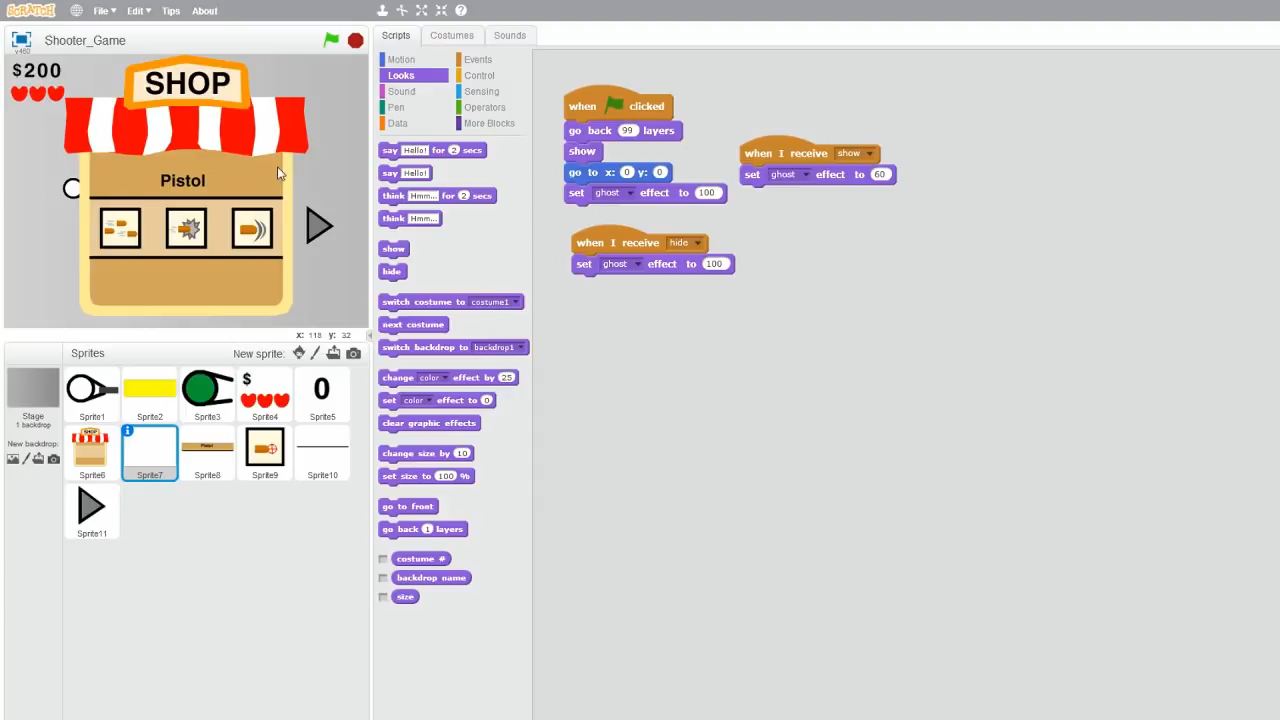 SCRATCH File Edit Tips About
Shooter_Game
v460
$200
SHOP
Pistol
x: 118 y: 32
Sprites New sprite:
Stage
1 backdrop
New backdrop:
Sprite1 Sprite2 Sprite3 $ Sprite4 0 Sprite5
SHOP Sprite6 Sprite7 Pistol Sprite8 Sprite9 Sprite10
Sprite11
Scripts Costumes Sounds
Motion Events
Looks Control
Sound Sensing
Pen Operators
Data More Blocks
say Hello! for 2 secs
say Hello!
think Hmm... for 2 secs
think Hmm...
show
hide
switch costume to costume1
next costume
switch backdrop to backdrop1
change color effect by 25
set color effect to 0
clear graphic effects
change size by 10
set size to 100 %
go to front
go back 1 layers
costume #
backdrop name
size
when clicked
go back 99 layers
show
go to x: 0 y: 0
set ghost effect to 100
when I receive hide
set ghost effect to 100
when I receive show
set ghost effect to 60